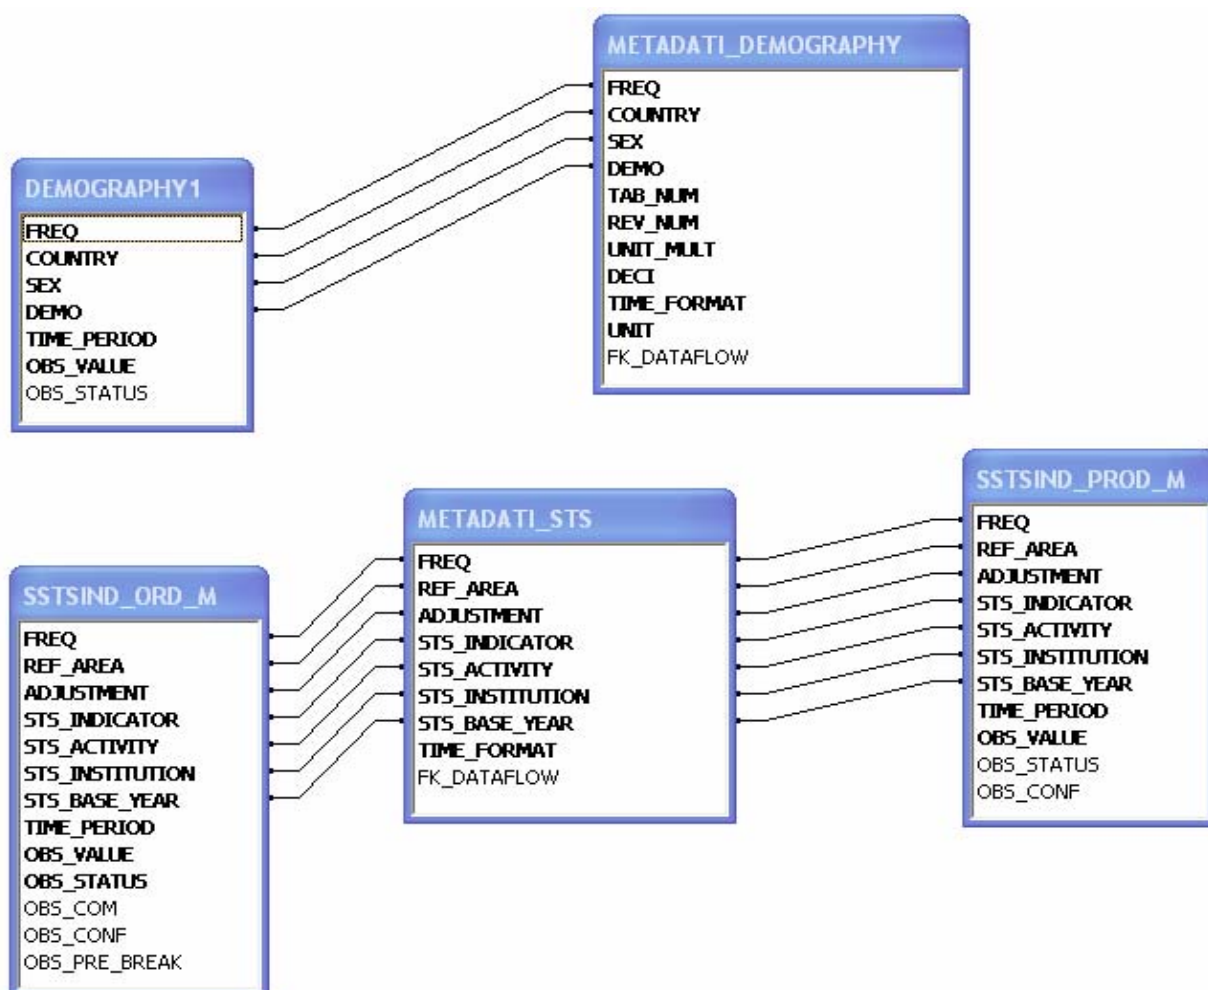 METADATI_DEMOGRAPHY
FREQ
COUNTRY
SEX
DEMO
TAB_NUM
REV_NUM
UNIT_MULT
DECI
TIME_FORMAT
UNIT
FK_DATAFLOW
DEMOGRAPHY1
FREQ
COUNTRY
SEX
DEMO
TIME_PERIOD
OBS_VALUE
OBS_STATUS
SSTSIND_ORD_M
FREQ
REF_AREA
ADJUSTMENT
STS_INDICATOR
STS_ACTIVITY
STS_INSTITUTION
STS_BASE_YEAR
TIME_PERIOD
OBS_VALUE
OBS_STATUS
OBS_COM
OBS_CONF
OBS_PRE_BREAK
METADATI_STS
FREQ
REF_AREA
ADJUSTMENT
STS_INDICATOR
STS_ACTIVITY
STS_INSTITUTION
STS_BASE_YEAR
TIME_FORMAT
FK_DATAFLOW
SSTSIND_PROD_M
FREQ
REF_AREA
ADJUSTMENT
STS_INDICATOR
STS_ACTIVITY
STS_INSTITUTION
STS_BASE_YEAR
TIME_PERIOD
OBS_VALUE
OBS_STATUS
OBS_CONF